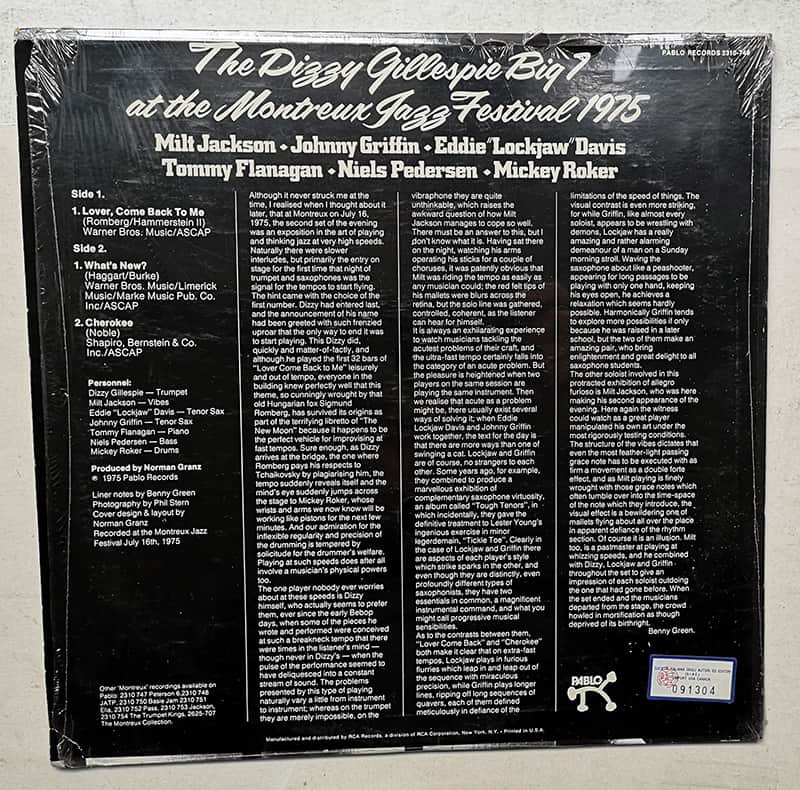 PABLO RECORDS 2310-749
The Dizzy Gillespie Big 7
at the Montreux Jazz Festival 1975
Milt Jackson • Johnny Griffin • Eddie "Lockjaw" Davis
Tommy Flanagan • Niels Pedersen • Mickey Roker
Side 1.
1. Lover, Come Back To Me
(Romberg/Hammerstein II)
Warner Bros. Music/ASCAP
Side 2.
1. What's New?
(Haggart/Burke)
Warner Bros. Music/Limerick
Music/Marke Music Pub. Co.
Inc/ASCAP
2. Cherokee
(Noble)
Shapiro, Bernstein & Co.
Inc./ASCAP
Personnel:
Dizzy Gillespie — Trumpet
Milt Jackson — Vibes
Eddie "Lockjaw" Davis — Tenor Sax
Johnny Griffin — Tenor Sax
Tommy Flanagan — Piano
Niels Pedersen — Bass
Mickey Roker — Drums
Produced by Norman Granz
℗ 1975 Pablo Records
Liner notes by Benny Green
Photography by Phil Stern
Cover design & layout by
Norman Granz
Recorded at the Montreux Jazz
Festival July 16th, 1975
Other 'Montreux' recordings available on
Pablo: 2310 747 Peterson 6, 2310 748
JATP, 2310 750 Basie Jam, 2310 751
Ella, 2310 752 Pass, 2310 753 Jackson,
2310 754 The Trumpet Kings, 2625-707
The Montreux Collection.
Although it never struck me at the
time, I realised when I thought about it
later, that at Montreux on July 16,
1975, the second set of the evening
was an exposition in the art of playing
and thinking jazz at very high speeds.
Naturally there were slower
interludes, but primarily the entry on
stage for the first time that night of
trumpet and saxophones was the
signal for the tempos to start flying.
The hint came with the choice of the
first number. Dizzy had entered last,
and the announcement of his name
had been greeted with such frenzied
uproar that the only way to end it was
to start playing. This Dizzy did,
quickly and matter-of-factly, and
although he played the first 32 bars of
"Lover Come Back to Me" leisurely
and out of tempo, everyone in the
building knew perfectly well that this
theme, so cunningly wrought by that
old Hungarian fox Sigmund
Romberg, has survived its origins as
part of the terrifying libretto of "The
New Moon" because it happens to be
the perfect vehicle for improvising at
fast tempos. Sure enough, as Dizzy
arrives at the bridge, the one where
Romberg pays his respects to
Tchaikovsky by plagiarising him, the
tempo suddenly reveals itself and the
mind's eye suddenly jumps across
the stage to Mickey Roker, whose
wrists and arms we now know will be
working like pistons for the next few
minutes. And our admiration for the
inflexible regularity and precision of
the drumming is tempered by
solicitude for the drummer's welfare.
Playing at such speeds does after all
involve a musician's physical powers
too.
The one player nobody ever worries
about at these speeds is Dizzy
himself, who actually seems to prefer
them, ever since the early Bebop
days, when some of the pieces he
wrote and performed were conceived
at such a breakneck tempo that there
were times in the listener's mind —
though never in Dizzy's — when the
pulse of the performance seemed to
have deliquesced into a constant
stream of sound. The problems
presented by this type of playing
naturally vary a little from instrument
to instrument; whereas on the trumpet
they are merely impossible, on the
vibraphone they are quite
unthinkable, which raises the
awkward question of how Milt
Jackson manages to cope so well.
There must be an answer to this, but I
don't know what it is. Having sat there
on the night, watching his arms
operating his sticks for a couple of
choruses, it was patently obvious that
Milt was riding the tempo as easily as
any musician could; the red felt tips of
his mallets were blurs across the
retina, but the solo line was gathered,
controlled, coherent, as the listener
can hear for himself.
It is always an exhilarating experience
to watch musicians tackling the
acutest problems of their craft, and
the ultra-fast tempo certainly falls into
the category of an acute problem. But
the pleasure is heightened when two
players on the same session are
playing the same instrument. Then
we realise that acute as a problem
might be, there usually exist several
ways of solving it; when Eddie
Lockjaw Davis and Johnny Griffin
work together, the text for the day is
that there are more ways than one of
swinging a cat. Lockjaw and Griffin
are of course, no strangers to each
other. Some years ago, for example,
they combined to produce a
marvellous exhibition of
complementary saxophone virtuosity,
an album called "Tough Tenors", in
which incidentally, they gave the
definitive treatment to Lester Young's
ingenious exercise in minor
legerdemain, "Tickle Toe". Clearly in
the case of Lockjaw and Griffin there
are aspects of each player's style
which strike sparks in the other, and
even though they are distinctly, even
profoundly different types of
saxophonists, they have two
essentials in common, a magnificent
instrumental command, and what you
might call progressive musical
sensibilities.
As to the contrasts between them,
"Lover Come Back" and "Cherokee"
both make it clear that on extra-fast
tempos, Lockjaw plays in furious
flurries which leap in and leap out of
the sequence with miraculous
precision, while Griffin plays longer
lines, ripping off long sequences of
quavers, each of them defined
meticulously in defiance of the
limitations of the speed of things. The
visual contrast is even more striking,
for while Griffin, like almost every
soloist, appears to be wrestling with
demons, Lockjaw has a really
amazing and rather alarming
demeanour of a man on a Sunday
morning stroll. Waving the
saxophone about like a peashooter,
appearing for long passages to be
playing with only one hand, keeping
his eyes open, he achieves a
relaxation which seems hardly
possible. Harmonically Griffin tends
to explore more possibilities if only
because he was raised in a later
school, but the two of them make an
amazing pair, who bring
enlightenment and great delight to all
saxophone students.
The other soloist involved in this
protracted exhibition of allegro
furioso is Milt Jackson, who was here
making his second appearance of the
evening. Here again the witness
could watch as a great player
manipulated his own art under the
most rigorously testing conditions.
The structure of the vibes dictates that
even the most feather-light passing
grace note has to be executed with as
firm a movement as a double forte
effect, and as Milt playing is finely
wrought with those grace notes which
often tumble over into the time-space
of the note which they introduce, the
visual effect is a bewildering one of
mallets flying about all over the place
in apparent defiance of the rhythm
section. Of course it is an illusion. Milt
too, is a pastmaster at playing at
whizzing speeds, and he combined
with Dizzy, Lockjaw and Griffin
throughout the set to give an
impression of each soloist outdoing
the one that had gone before. When
the set ended and the musicians
departed from the stage, the crowd
howled in mortification as though
deprived of its birthright.
Benny Green.
PABLO
091304
Manufactured and distributed by RCA Records, a division of RCA Corporation, New York, N.Y. • Printed in U.S.A.